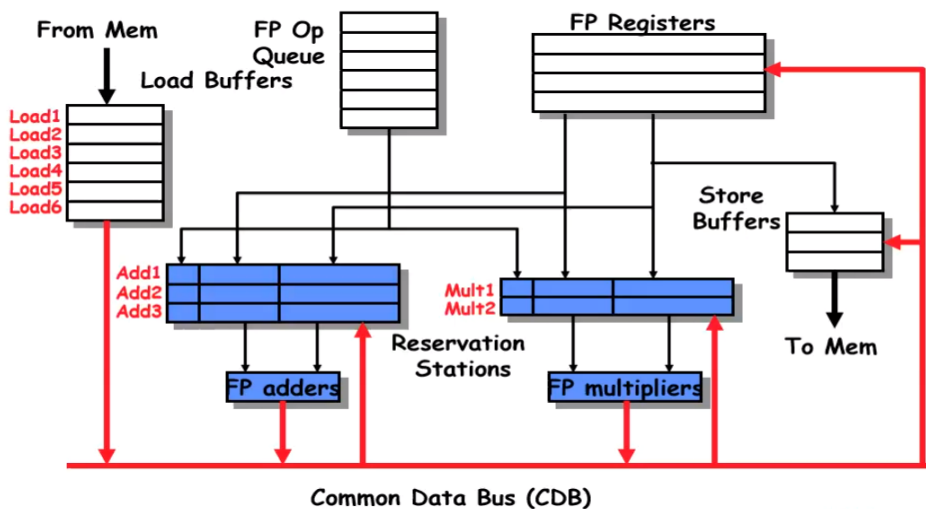 From Mem
Load Buffers
FP Op
Queue
FP Registers
Load1
Load2
Load3
Load4
Load5
Load6
Store
Buffers
Add1
Add2
Add3
Mult1
Mult2
Reservation
Stations
To Mem
FP adders
FP multipliers
Common Data Bus (CDB)